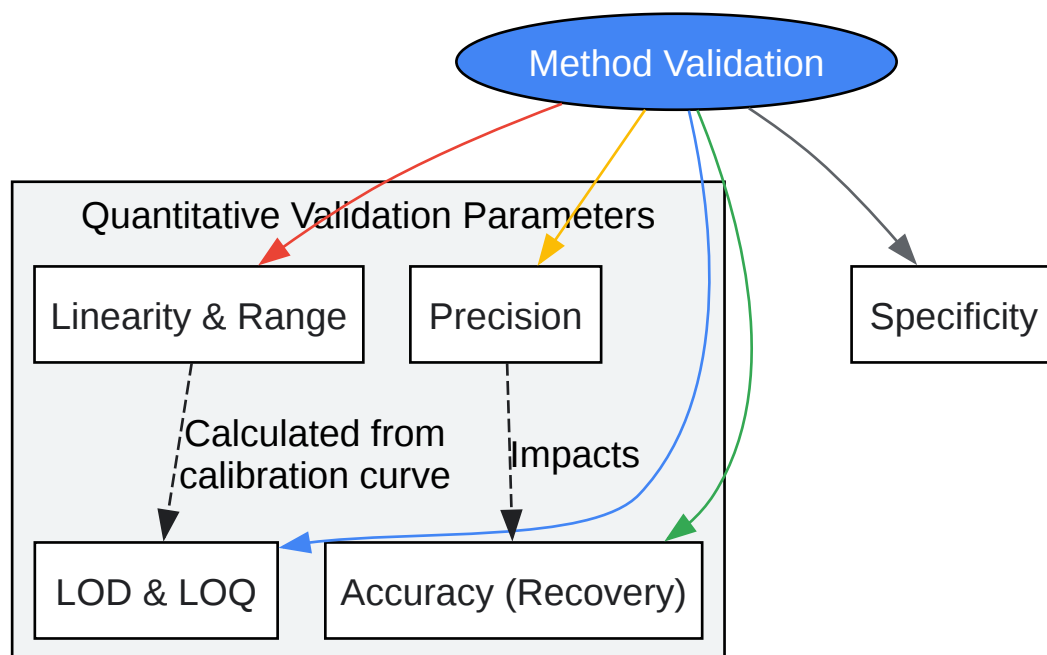 Method Validation
Quantitative Validation Parameters
Linearity & Range
Precision
Specificity
Calculated from
calibration curve
Impacts
LOD & LOQ
Accuracy (Recovery)